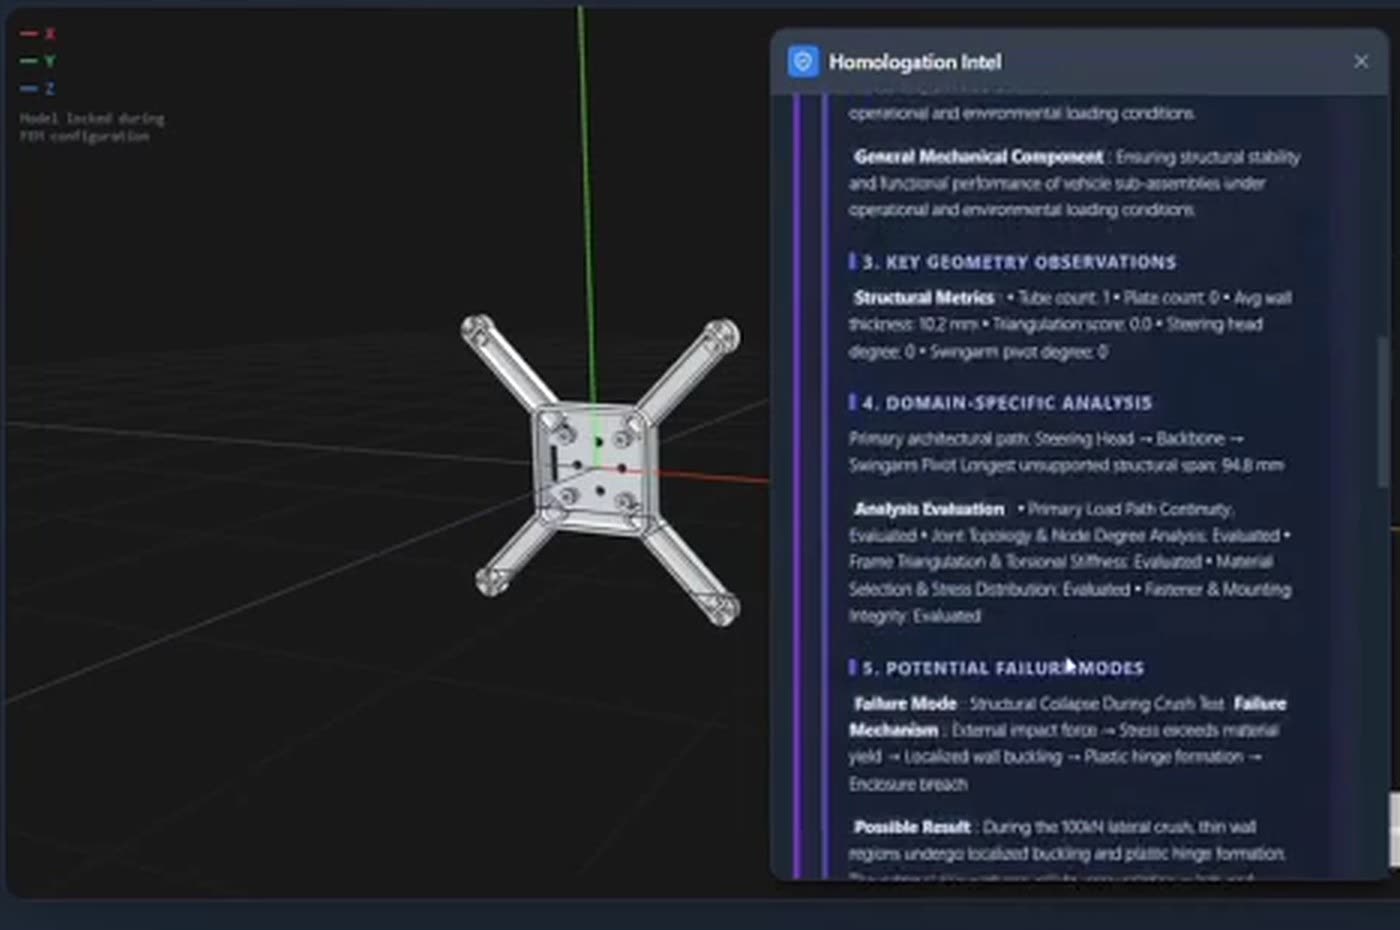 X
Y
Z
Model locked during
FEM configuration
Homologation Intel
operational and environmental loading conditions.
General Mechanical Component : Ensuring structural stability
and functional performance of vehicle sub-assemblies under
operational and environmental loading conditions.
3. KEY GEOMETRY OBSERVATIONS
Structural Metrics : • Tube count: 1 • Plate count: 0 • Avg wall
thickness: 10.2 mm • Triangulation score: 0.0 • Steering head
degree: 0 • Swingarm pivot degree: 0
4. DOMAIN-SPECIFIC ANALYSIS
Primary architectural path: Steering Head → Backbone →
Swingarm Pivot Longest unsupported structural span: 94.8 mm
Analysis Evaluation : • Primary Load Path Continuity:
Evaluated • Joint Topology & Node Degree Analysis: Evaluated •
Frame Triangulation & Torsional Stiffness: Evaluated • Material
Selection & Stress Distribution: Evaluated • Fastener & Mounting
Integrity: Evaluated
5. POTENTIAL FAILURE MODES
Failure Mode : Structural Collapse During Crush Test Failure
Mechanism : External impact force → Stress exceeds material
yield → Localized wall buckling → Plastic hinge formation →
Enclosure breach
Possible Result : During the 100kN lateral crush, thin wall
regions undergo localized buckling and plastic hinge formation.